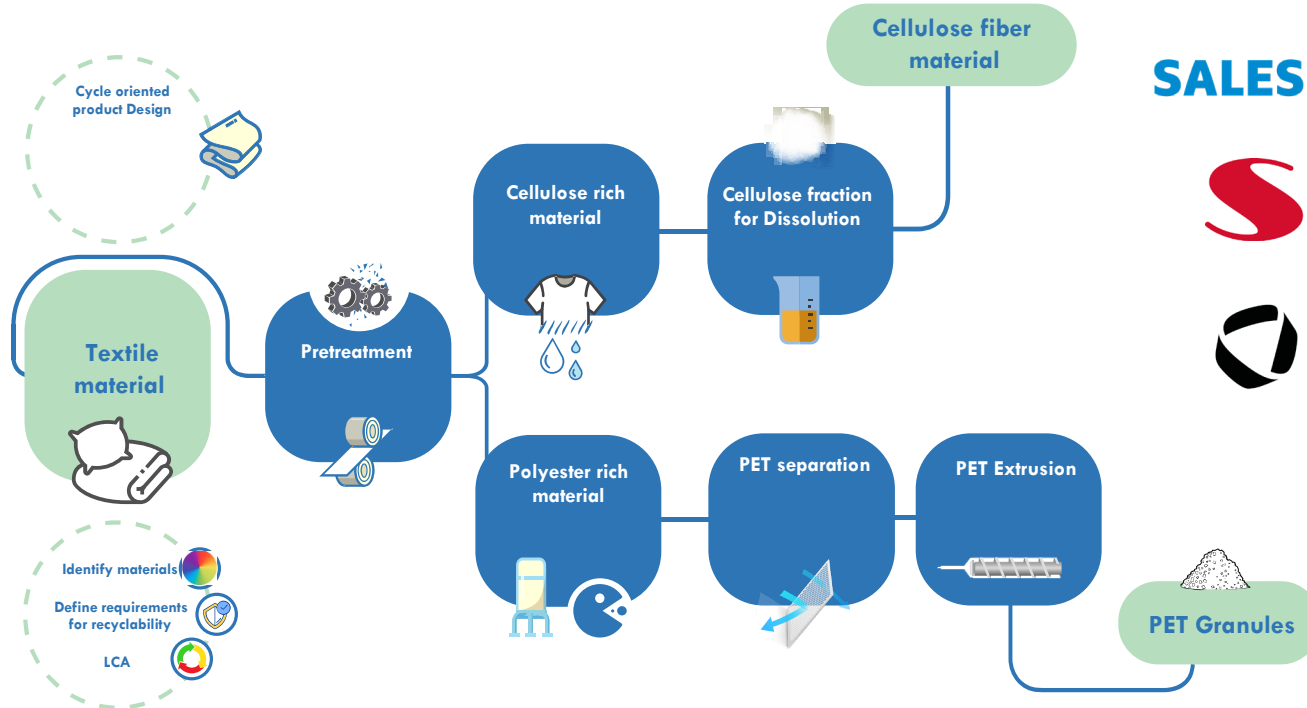 Cellulose fiber
material
SALES
Cycle oriented
product Design
Cellulose rich
material
Cellulose fraction
for Dissolution
Textile
material
Pretreatment
Polyester rich
material
PET separation
PET Extrusion
Identify materials
Define requirements
for recyclability
LCA
PET Granules